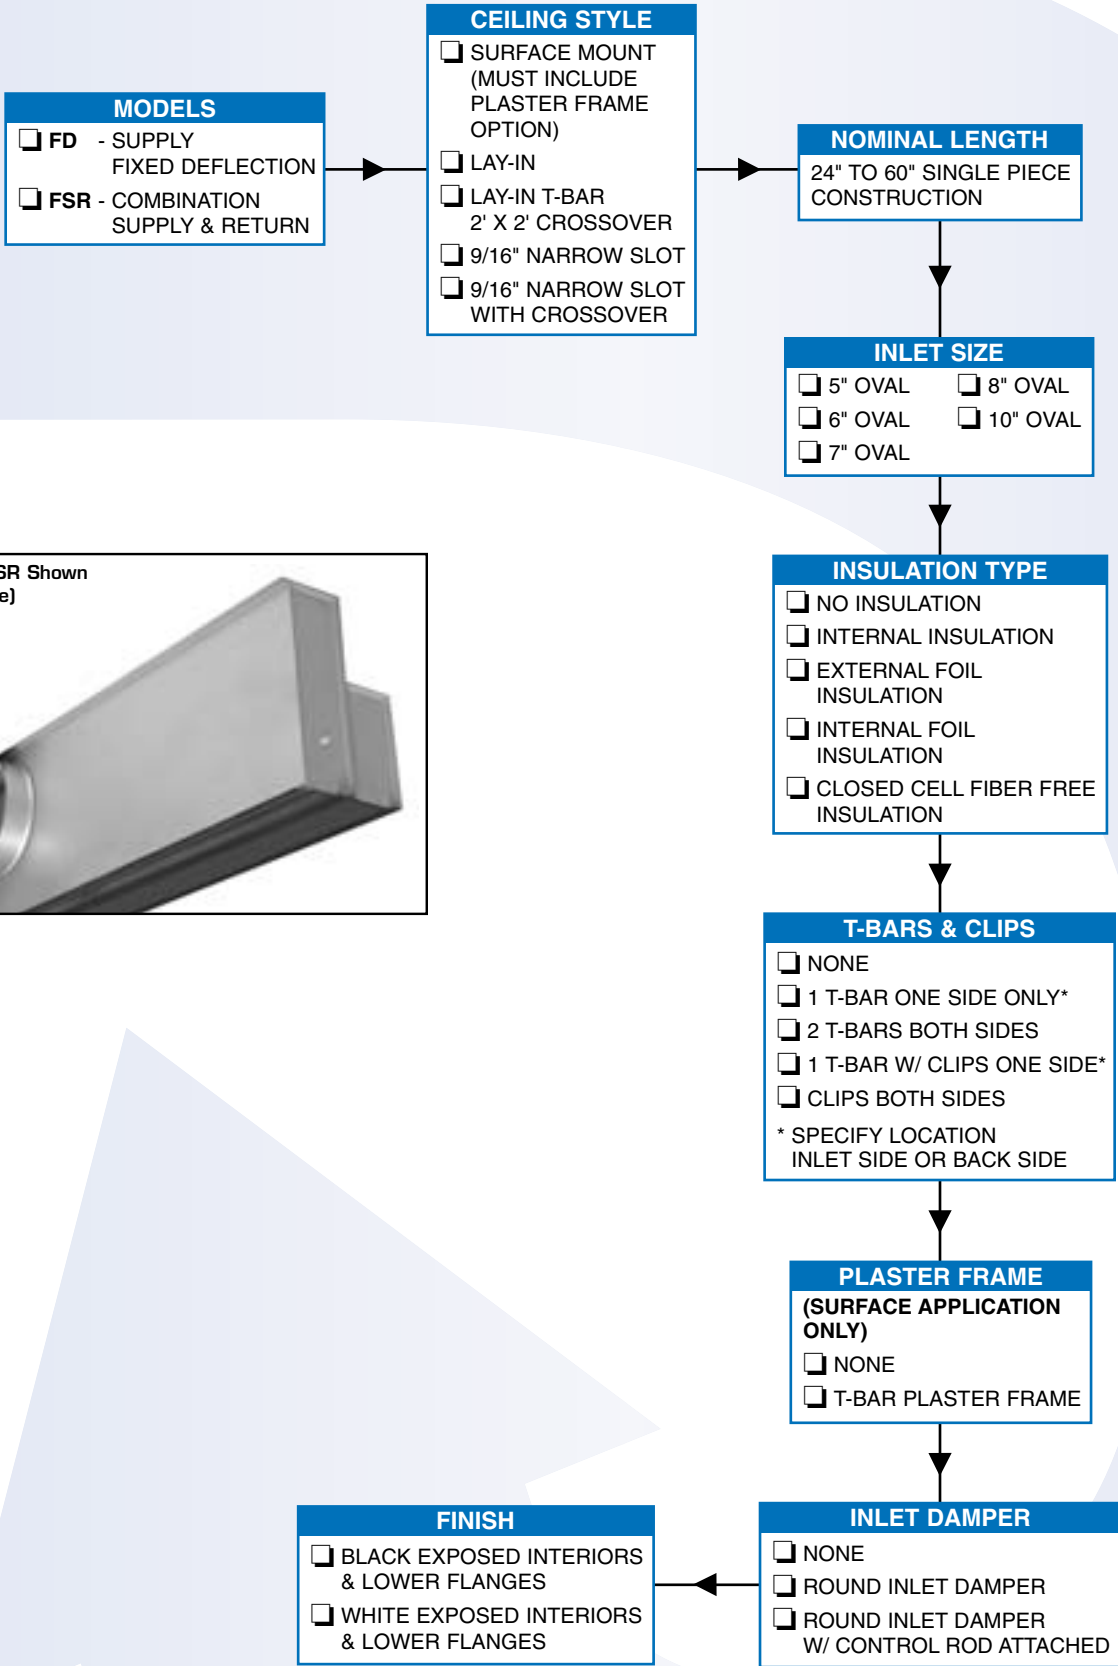 CEILING STYLE
SURFACE MOUNT
(MUST INCLUDE
PLASTER FRAME
OPTION)
LAY-IN
LAY-IN T-BAR
2' X 2' CROSSOVER
9/16" NARROW SLOT
9/16" NARROW SLOT
WITH CROSSOVER
MODELS
FD - SUPPLY
FIXED DEFLECTION
FSR - COMBINATION
SUPPLY & RETURN
NOMINAL LENGTH
24" TO 60" SINGLE PIECE
CONSTRUCTION
INLET SIZE
5" OVAL 8" OVAL
6" OVAL 10" OVAL
7" OVAL
SR Shown
e)
INSULATION TYPE
NO INSULATION
INTERNAL INSULATION
EXTERNAL FOIL
INSULATION
INTERNAL FOIL
INSULATION
CLOSED CELL FIBER FREE
INSULATION
T-BARS & CLIPS
NONE
1 T-BAR ONE SIDE ONLY*
2 T-BARS BOTH SIDES
1 T-BAR W/ CLIPS ONE SIDE*
CLIPS BOTH SIDES
* SPECIFY LOCATION
INLET SIDE OR BACK SIDE
PLASTER FRAME
(SURFACE APPLICATION
ONLY)
NONE
T-BAR PLASTER FRAME
INLET DAMPER
NONE
ROUND INLET DAMPER
ROUND INLET DAMPER
W/ CONTROL ROD ATTACHED
FINISH
BLACK EXPOSED INTERIORS
& LOWER FLANGES
WHITE EXPOSED INTERIORS
& LOWER FLANGES